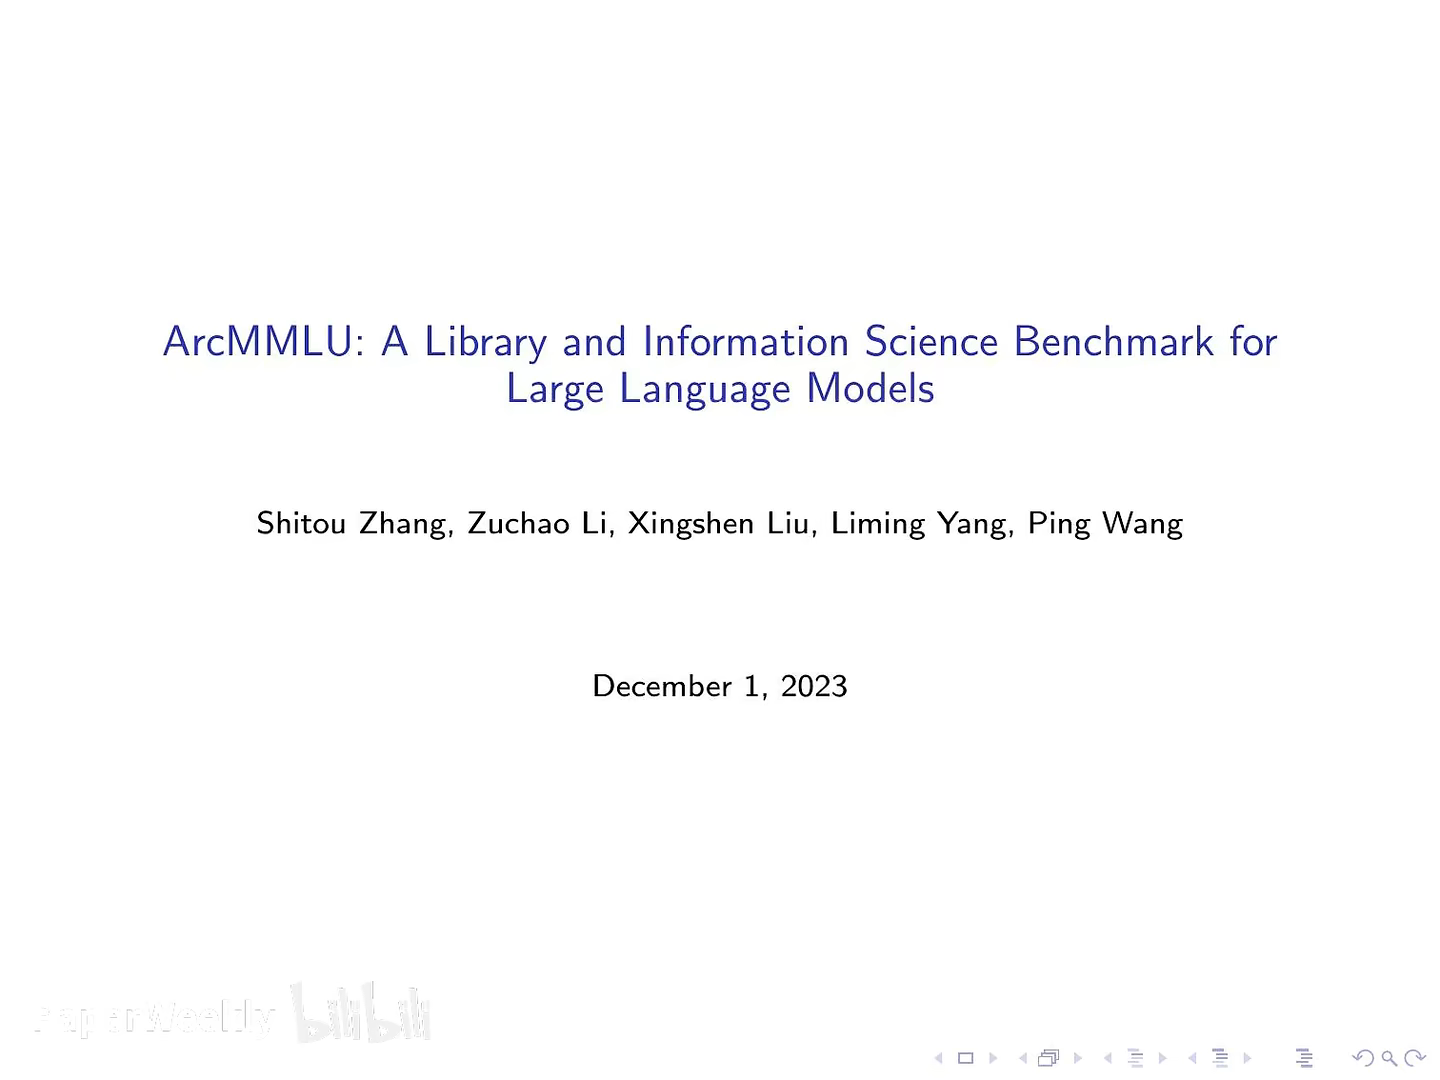 ArcMMLU: A Library and Information Science Benchmark for
Large Language Models
Shitou Zhang, Zuchao Li, Xingshen Liu, Liming Yang, Ping Wang
December 1, 2023
PaperWeekly bilibili